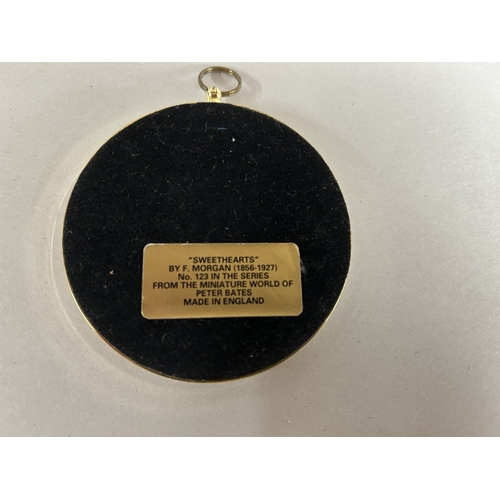 "SWEETHEARTS"
BY F. MORGAN (1856-1927)
No. 123 IN THE SERIES
FROM THE MINIATURE WORLD OF
PETER BATES
MADE IN ENGLAND